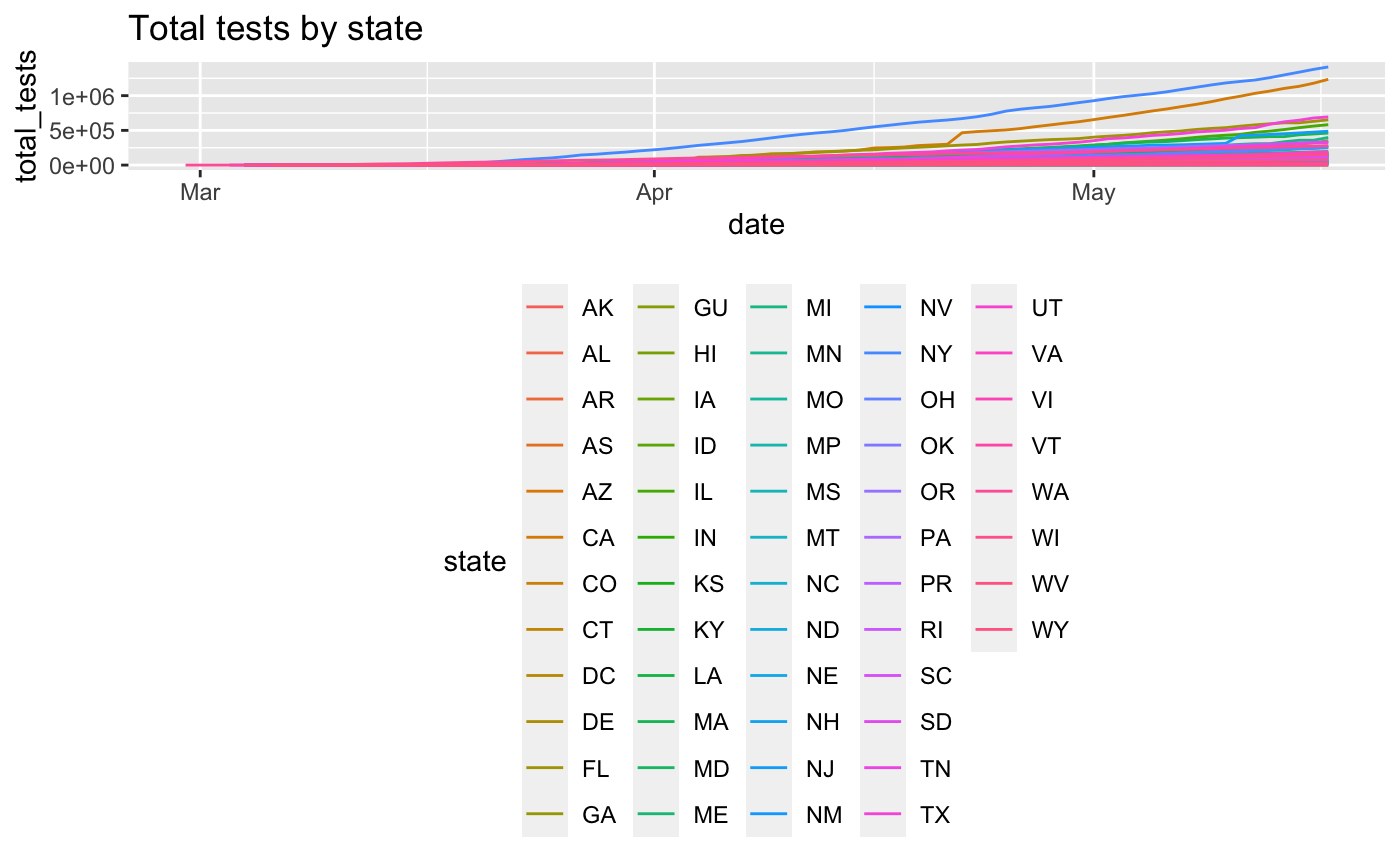 Total tests by state
total_tests
1e+06
5e+05
0e+00
Mar Apr May
date
state
AK GU MI NV UT
AL HI MN NY VA
AR IA MO OH VI
AS ID MP OK VT
AZ IL MS OR WA
CA IN MT PA WI
CO KS NC PR WV
CT KY ND RI WY
DC LA NE SC
DE MA NH SD
FL MD NJ TN
GA ME NM TX